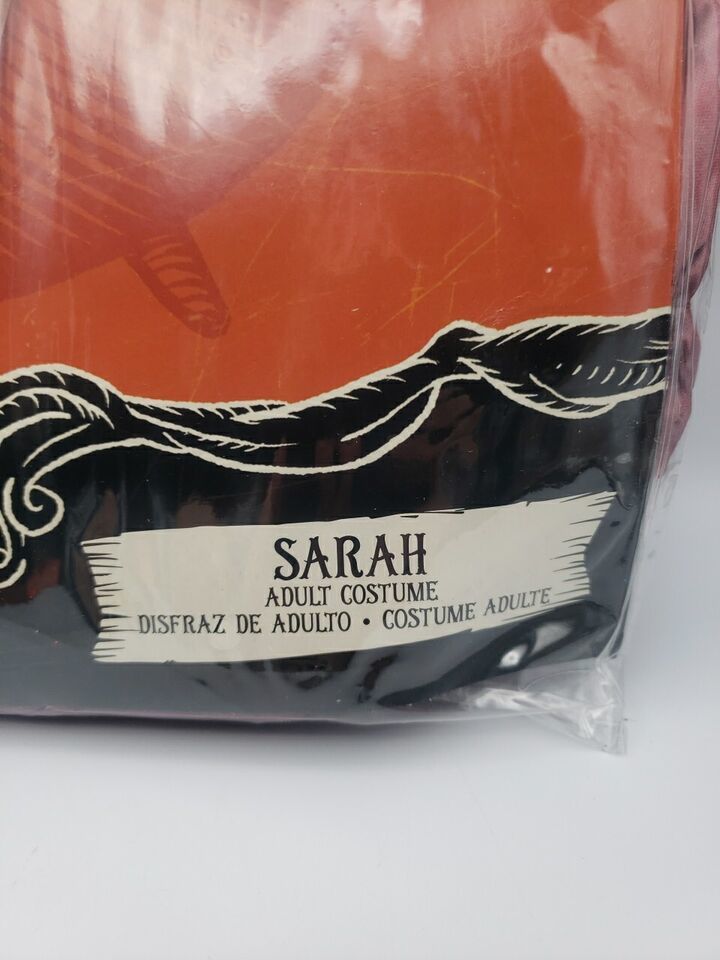 SARAH
ADULT COSTUME
DISFRAZ DE ADULTO • COSTUME ADULTE